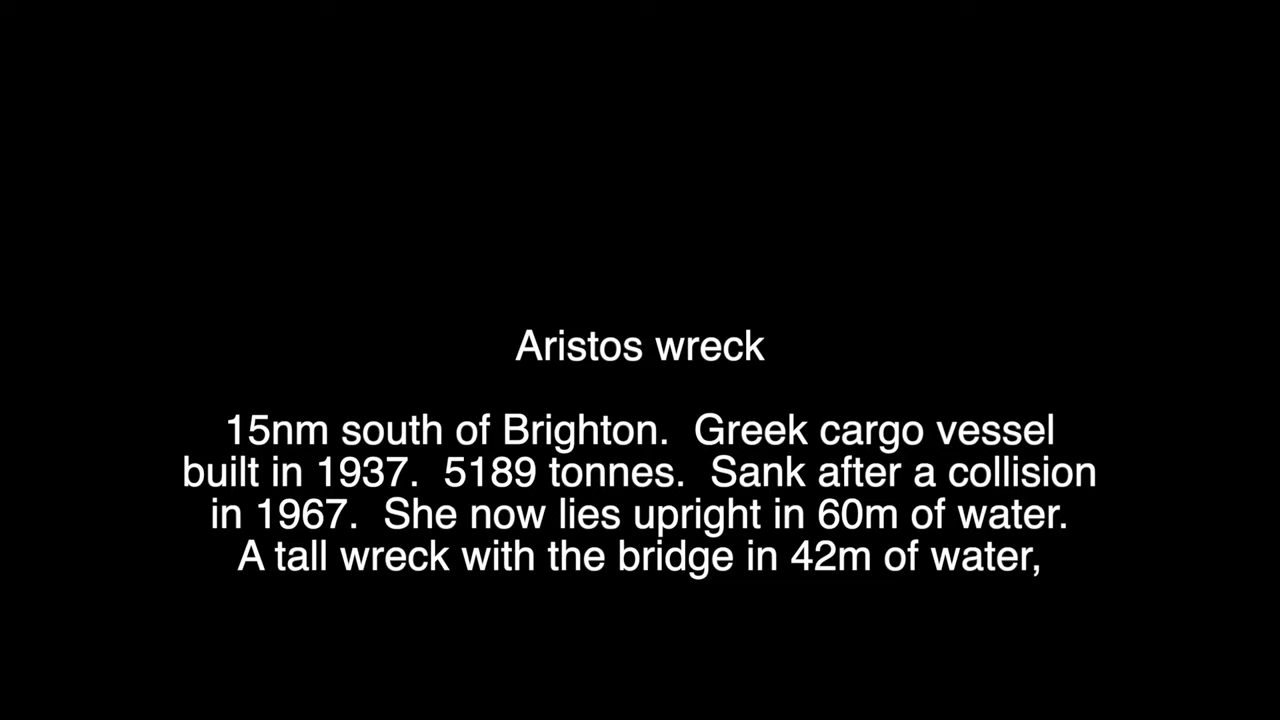 Aristos wreck
15nm south of Brighton.  Greek cargo vessel
built in 1937.  5189 tonnes.  Sank after a collision
in 1967.  She now lies upright in 60m of water.
A tall wreck with the bridge in 42m of water,